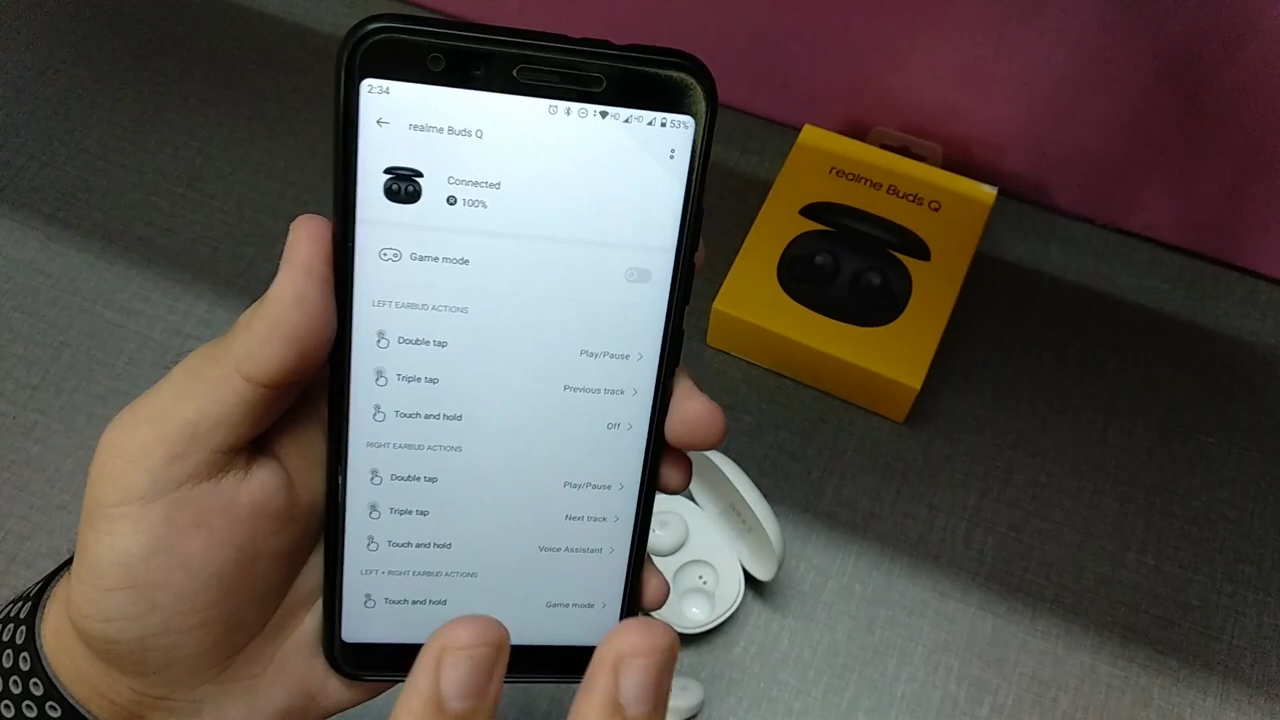 2:34
HD HD 53%
realme Buds Q
Connected
R 100%
Game mode
LEFT EARBUD ACTIONS
Double tap Play/Pause
Triple tap Previous track
Touch and hold Off
RIGHT EARBUD ACTIONS
Double tap Play/Pause
Triple tap Next track
Touch and hold Voice Assistant
LEFT + RIGHT EARBUD ACTIONS
Touch and hold Game mode
realme Buds Q